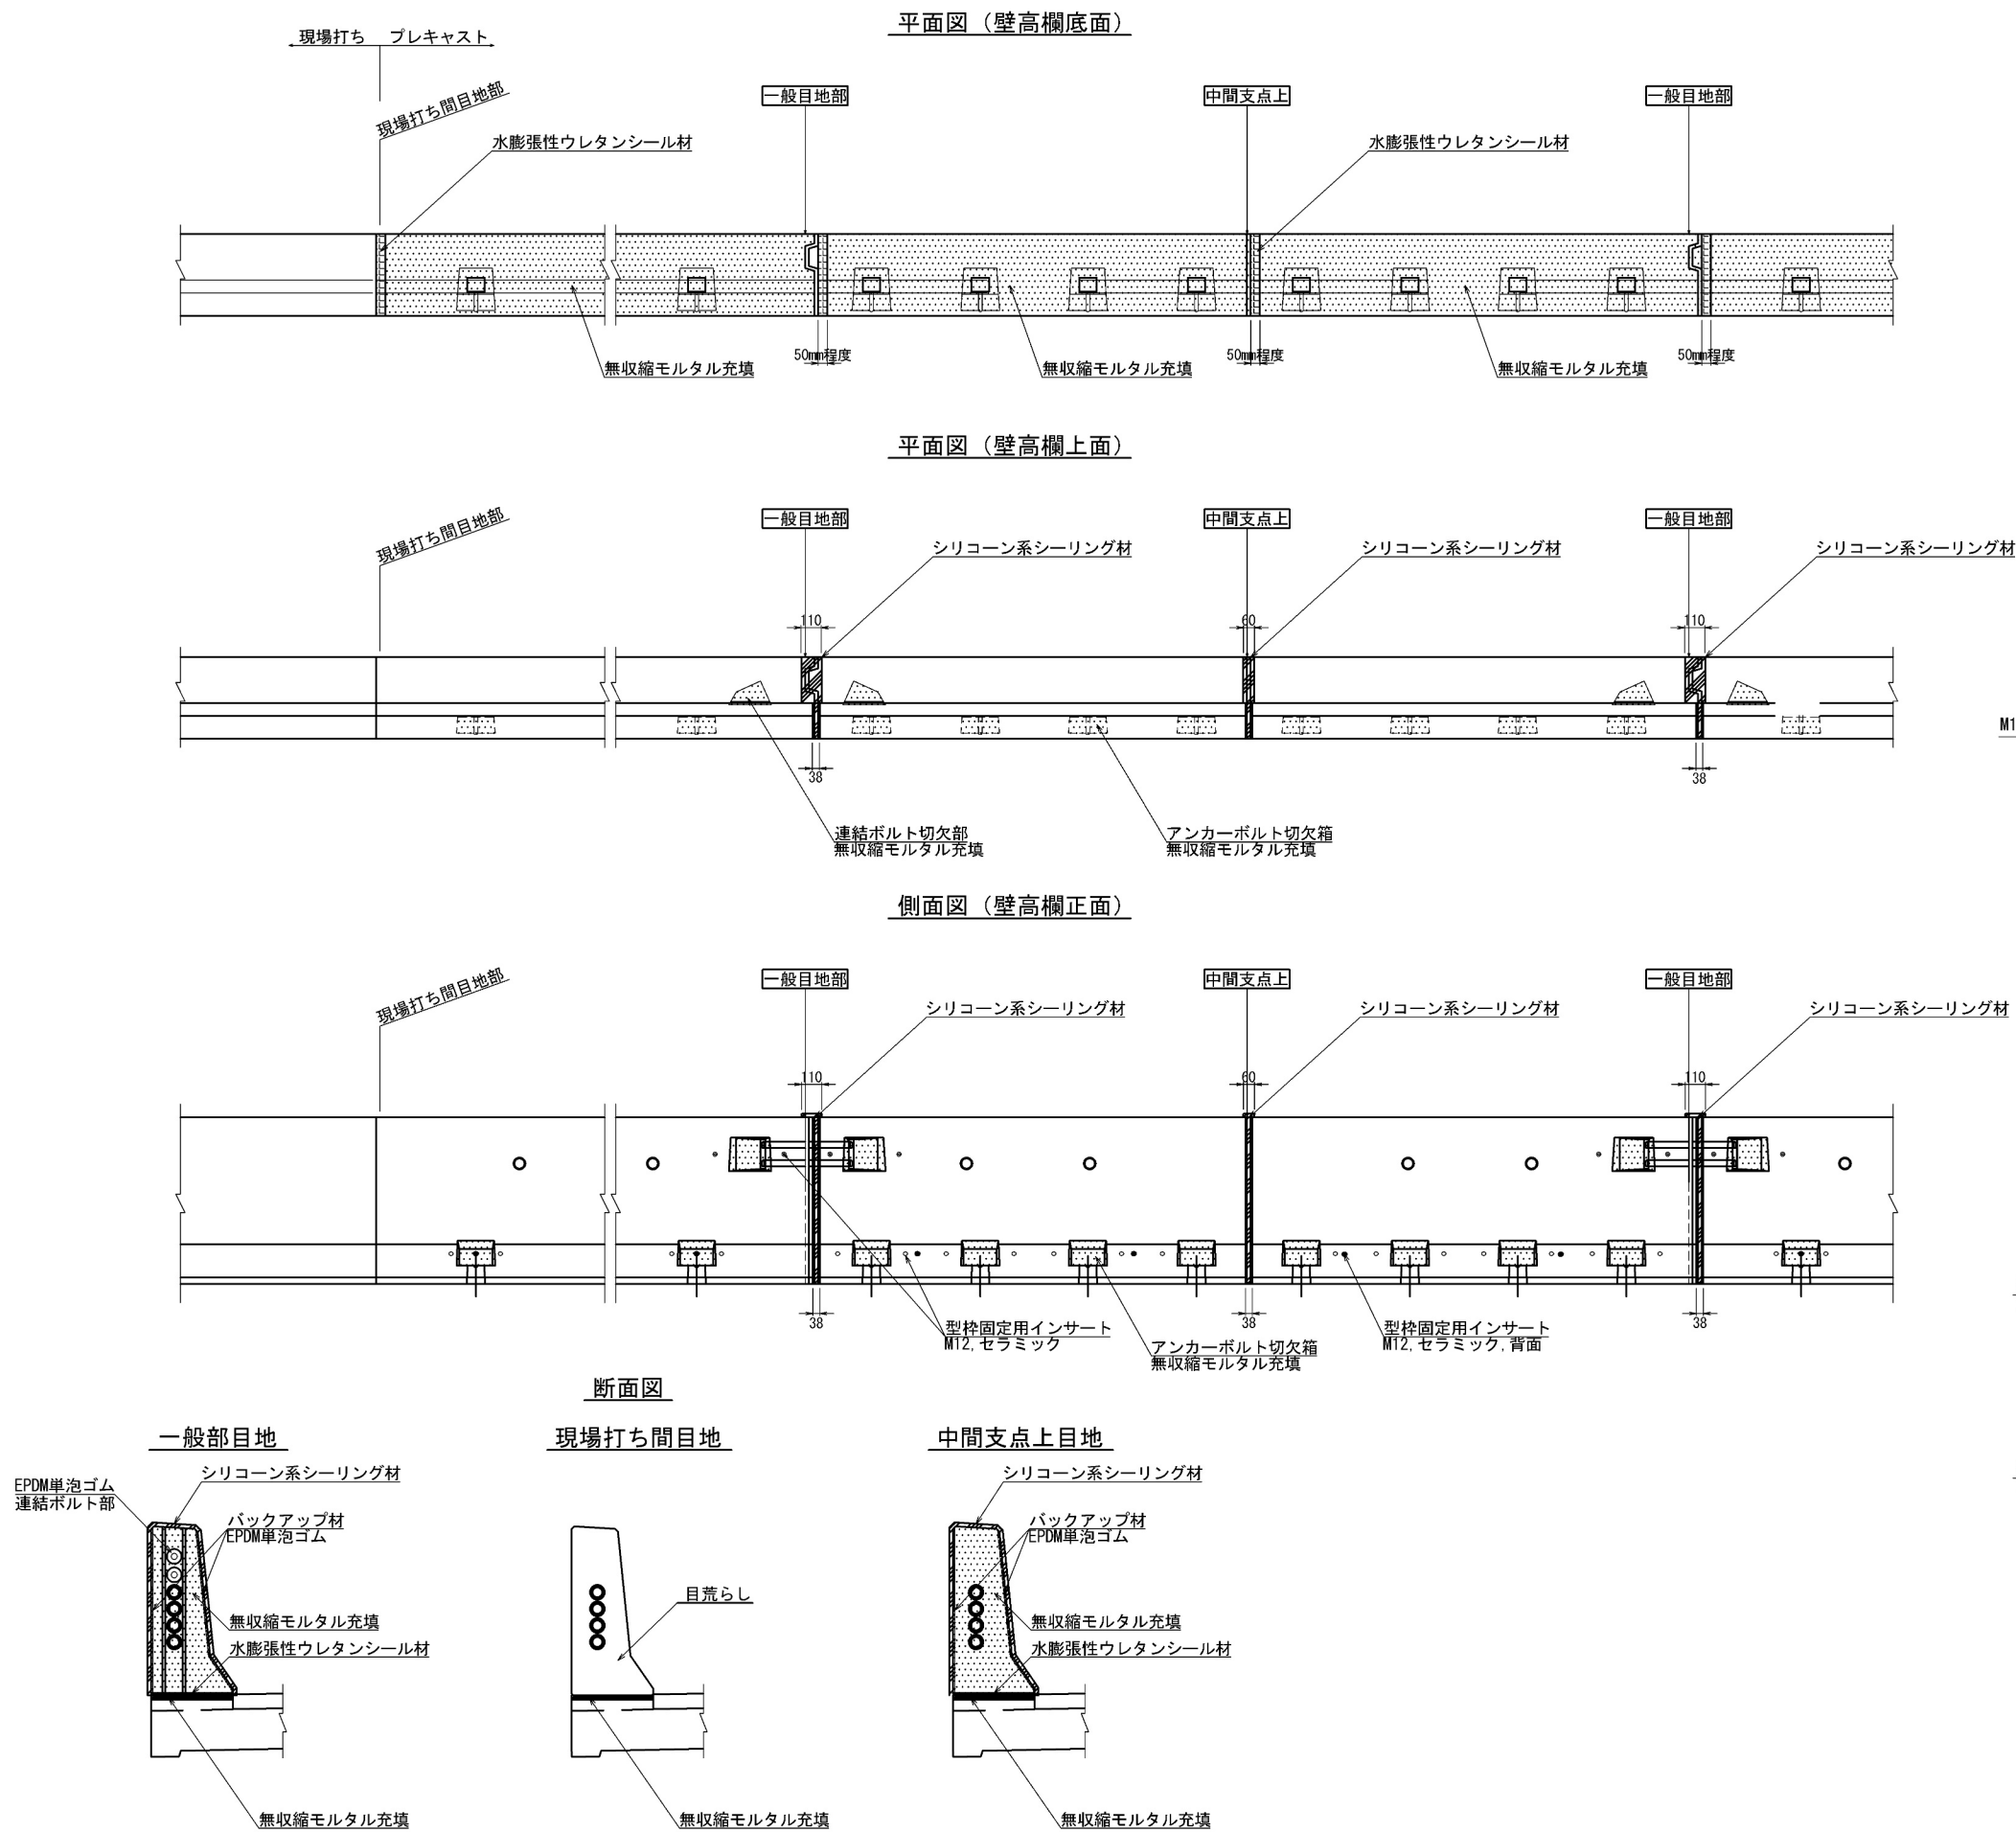 平面図（壁高欄底面）
現場打ち プレキャスト
現場打ち間目地部
一般目地部
中間支点上
一般目地部
水膨張性ウレタンシール材
水膨張性ウレタンシール材
50mm程度
50mm程度
50mm程度
無収縮モルタル充填
無収縮モルタル充填
無収縮モルタル充填
平面図（壁高欄上面）
現場打ち間目地部
一般目地部
中間支点上
一般目地部
シリコーン系シーリング材
シリコーン系シーリング材
シリコーン系シーリング材
110
60
110
M1
38
38
連結ボルト切欠部
無収縮モルタル充填
アンカーボルト切欠箱
無収縮モルタル充填
側面図（壁高欄正面）
現場打ち間目地部
一般目地部
中間支点上
一般目地部
シリコーン系シーリング材
シリコーン系シーリング材
シリコーン系シーリング材
110
60
110
38
38
38
型枠固定用インサート
M12,セラミック
アンカーボルト切欠箱
無収縮モルタル充填
型枠固定用インサート
M12,セラミック,背面
断面図
一般部目地
シリコーン系シーリング材
EPDM単泡ゴム
連結ボルト部
バックアップ材
EPDM単泡ゴム
無収縮モルタル充填
水膨張性ウレタンシール材
無収縮モルタル充填
現場打ち間目地
目荒らし
無収縮モルタル充填
中間支点上目地
シリコーン系シーリング材
バックアップ材
EPDM単泡ゴム
無収縮モルタル充填
水膨張性ウレタンシール材
無収縮モルタル充填